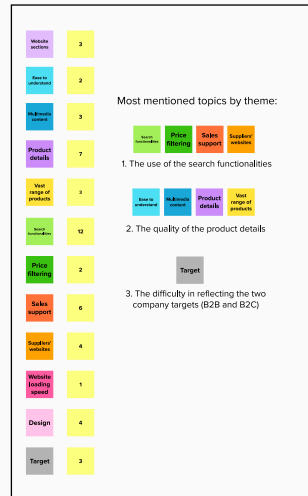 Website
sections
3
Ease to
understand
2
Multimedia
content
3
Product
details
7
Vast
range of
products
3
Search
functionalities
12
Price
filtering
2
Sales
support
6
Suppliers'
websites
4
Website
loading
speed
1
Design
4
Target
3
Most mentioned topics by theme:
Search
functionalities
Price
filtering
Sales
support
Suppliers'
websites
1. The use of the search functionalities
Ease to
understand
Multimedia
content
Product
details
Vast
range of
products
2. The quality of the product details
Target
3. The difficulty in reflecting the two
company targets (B2B and B2C)